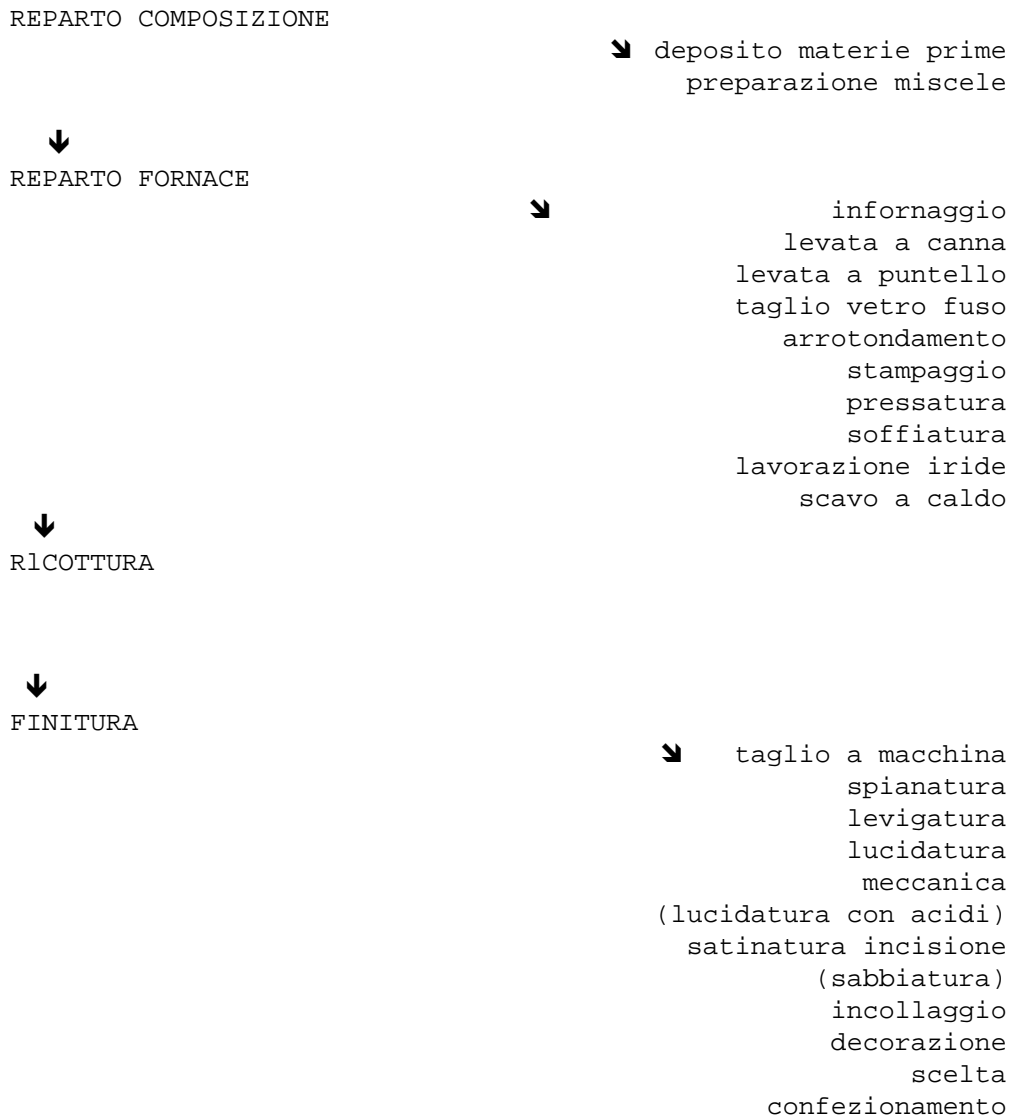 REPARTO COMPOSIZIONE
deposito materie prime
preparazione miscele
REPARTO FORNACE
infornaggio
levata a canna
levata a puntello
taglio vetro fuso
arrotondamento
stampaggio
pressatura
soffiatura
lavorazione iride
scavo a caldo
RlCOTTURA
FINITURA
taglio a macchina
spianatura
levigatura
lucidatura
meccanica
(lucidatura con acidi)
satinatura incisione
(sabbiatura)
incollaggio
decorazione
scelta
confezionamento